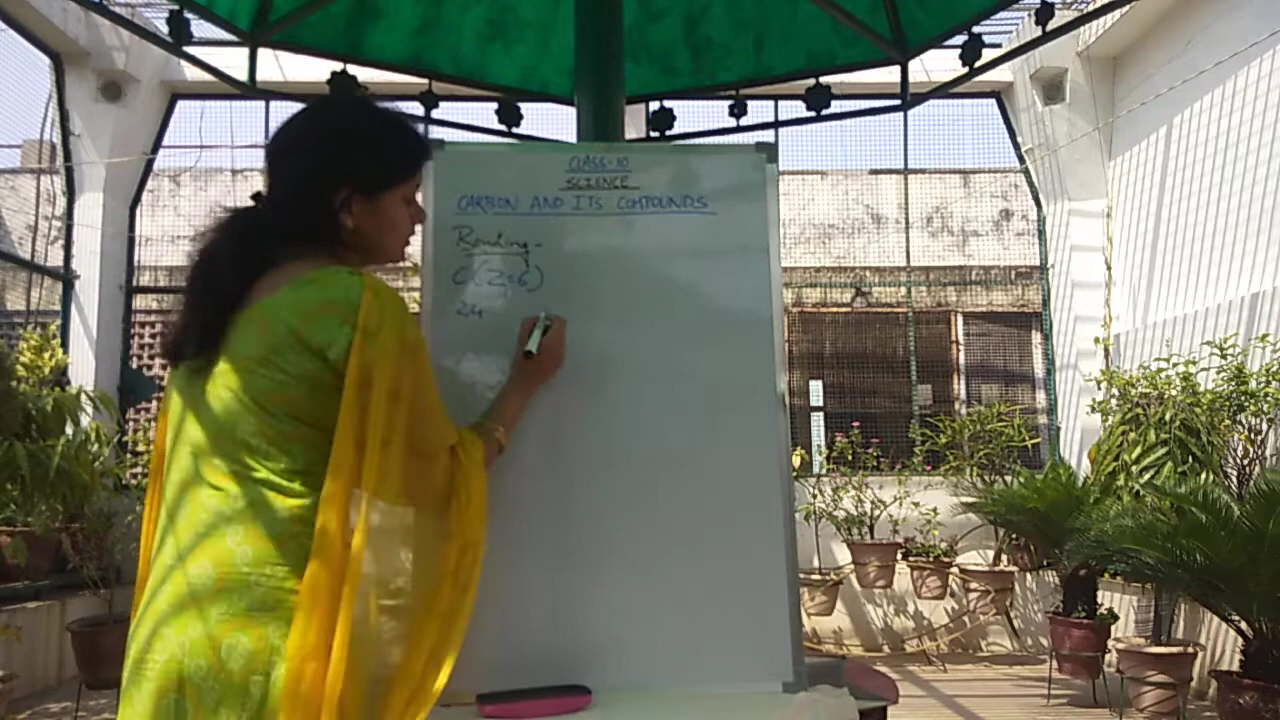 CLASS-10
SCIENCE
CARBON AND ITS COMPOUNDS
Bonding -
C (Z=6)
2,4